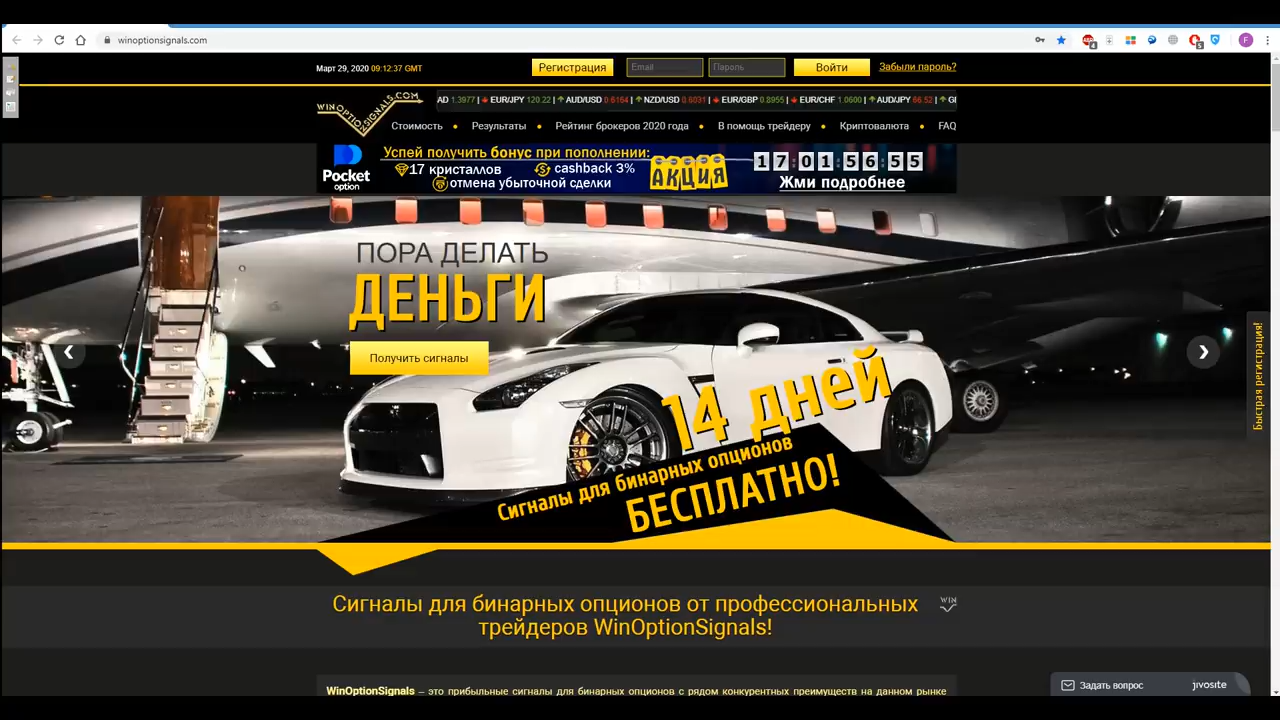 winoptionsignals.com
Март 29, 2020 09:12:37 GMT
Регистрация
Email
Пароль
Войти
Забыли пароль?
WINOPTIONSIGNALS.COM
AD 1.3977 | EUR/JPY 120.22 | AUD/USD 0.6164 | NZD/USD 0.6031 | EUR/GBP 0.8955 | EUR/CHF 1.0600 | AUD/JPY 66.52 |
Стоимость • Результаты • Рейтинг брокеров 2020 года • В помощь трейдеру • Криптовалюта • FAQ
Pocket
option
Успей получить бонус при пополнении:
17 кристаллов
cashback 3%
отмена убыточной сделки
АКЦИЯ
17:01:56:55
Жми подробнее
ПОРА ДЕЛАТЬ
ДЕНЬГИ
Получить сигналы
14 дней
Сигналы для бинарных опционов
БЕСПЛАТНО!
Быстрая регистрация!
Сигналы для бинарных опционов от профессиональных
трейдеров WinOptionSignals!
WIN
WinOptionSignals – это прибыльные сигналы для бинарных опционов с рядом конкурентных преимуществ на данном рынке
Задать вопрос
jivosite